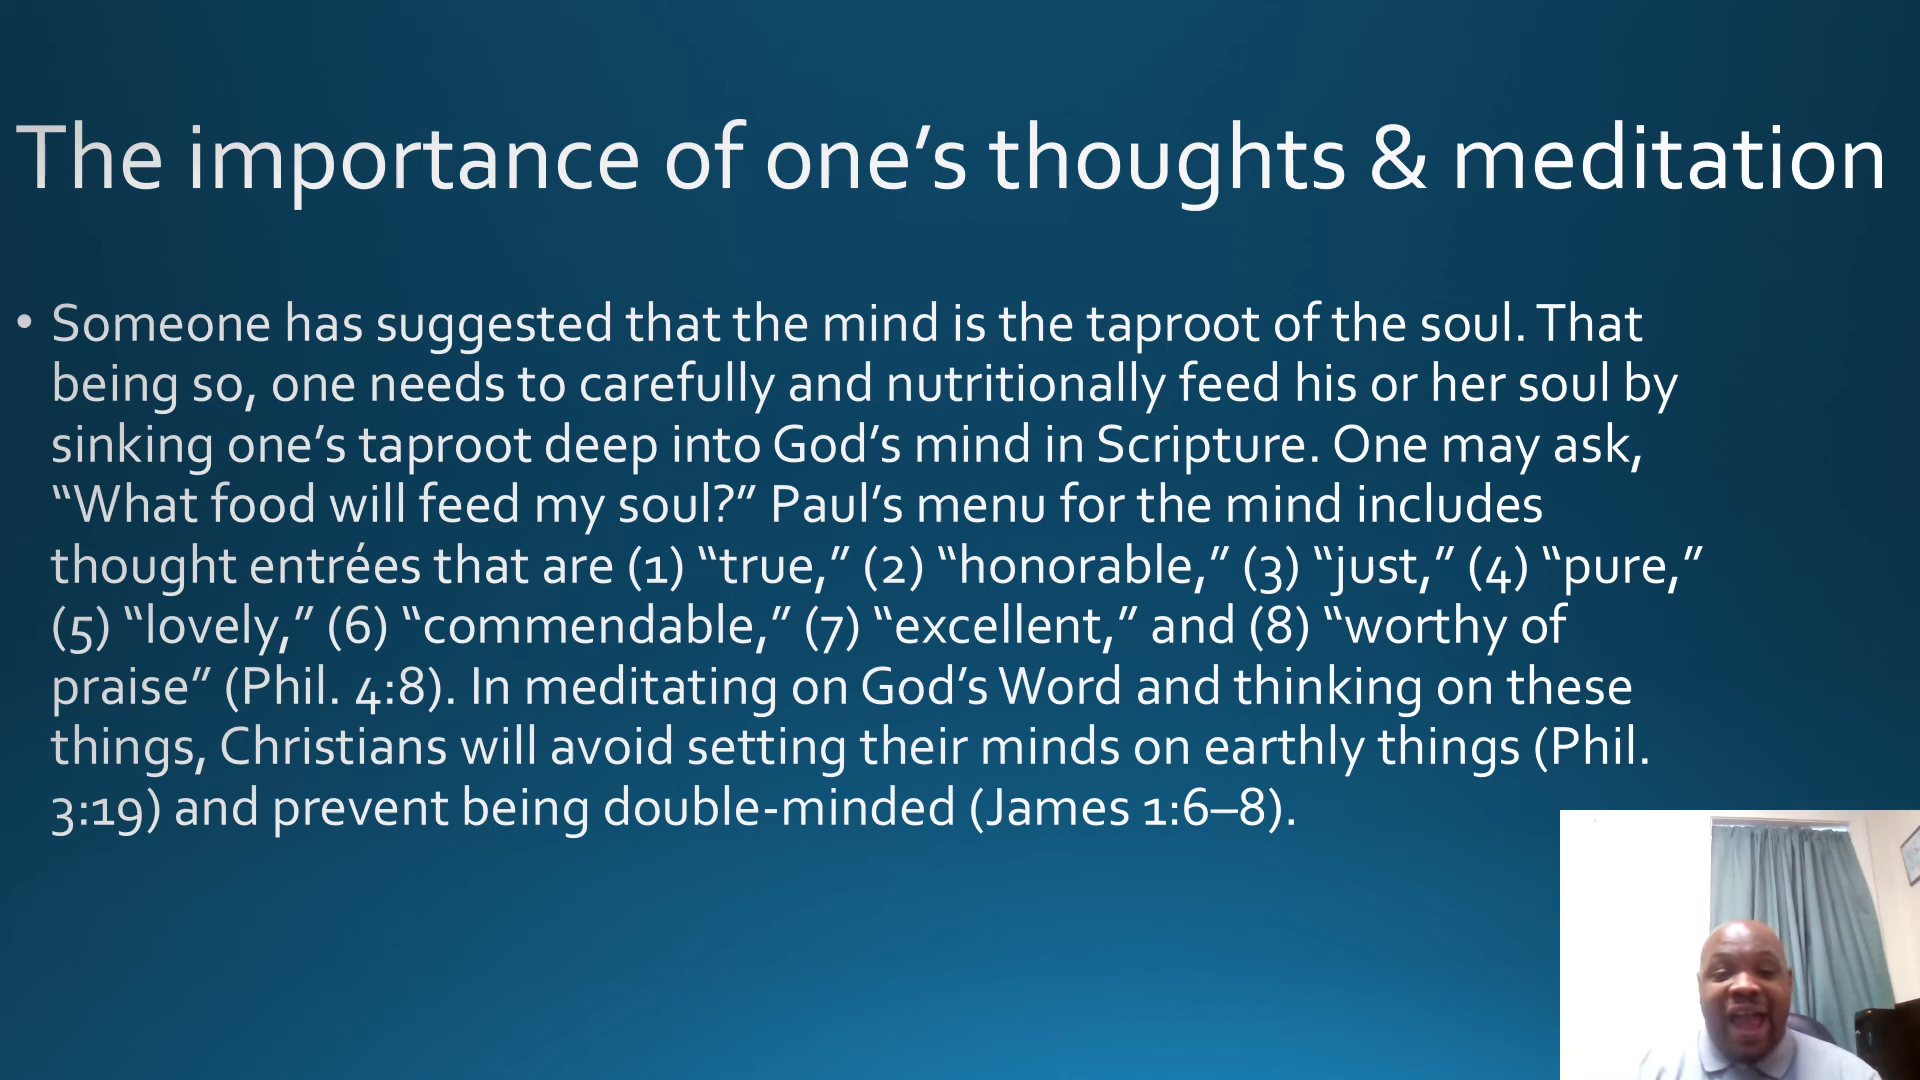 The importance of one’s thoughts & meditation
• Someone has suggested that the mind is the taproot of the soul. That
being so, one needs to carefully and nutritionally feed his or her soul by
sinking one’s taproot deep into God’s mind in Scripture. One may ask,
“What food will feed my soul?” Paul’s menu for the mind includes
thought entrées that are (1) “true,” (2) “honorable,” (3) “just,” (4) “pure,”
(5) “lovely,” (6) “commendable,” (7) “excellent,” and (8) “worthy of
praise” (Phil. 4:8). In meditating on God’s Word and thinking on these
things, Christians will avoid setting their minds on earthly things (Phil.
3:19) and prevent being double-minded (James 1:6–8).